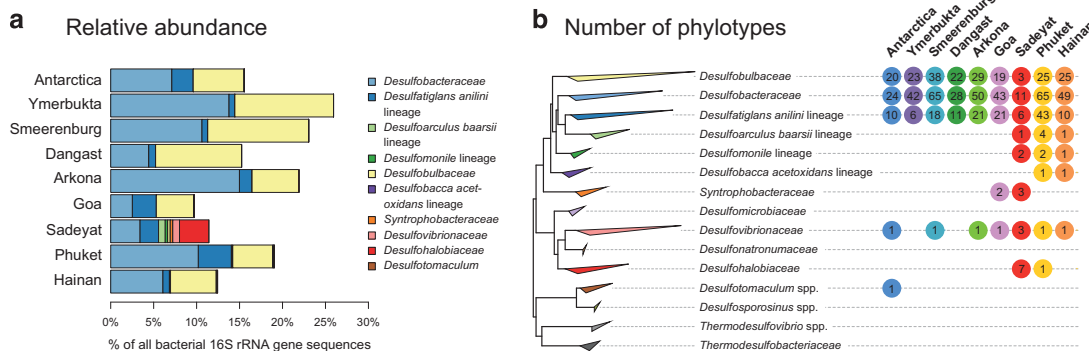 a Relative abundance
Antarctica
Ymerbukta
Smeerenburg
Dangast
Arkona
Goa
Sadeyat
Phuket
Hainan
0% 5% 10% 15% 20% 25% 30%
% of all bacterial 16S rRNA gene sequences
Desulfobacteraceae
Desulfatiglans anilini
lineage
Desulfoarculus baarsii
lineage
Desulfomonile lineage
Desulfobulbaceae
Desulfobacca acet-
oxidans lineage
Syntrophobacteraceae
Desulfovibrionaceae
Desulfohalobiaceae
Desulfotomaculum
b Number of phylotypes
Antarctica
Ymerbukta
Smeerenburg
Dangast
Arkona
Goa
Sadeyat
Phuket
Hainan
Desulfobulbaceae 20 23 38 22 29 19 3 25 25
Desulfobacteraceae 24 42 65 28 50 43 11 65 49
Desulfatiglans anilini lineage 10 6 18 11 21 21 6 43 10
Desulfoarculus baarsii lineage 1 4 1
Desulfomonile lineage 2 2 1
Desulfobacca acetoxidans lineage 1 1
Syntrophobacteraceae 2 3
Desulfomicrobiaceae
Desulfovibrionaceae 1 1 1 1 3 1 1
Desulfonatronumaceae
Desulfohalobiaceae 7 1
Desulfotomaculum spp. 1
Desulfosporosinus spp.
Thermodesulfovibrio spp.
Thermodesulfobacteriaceae